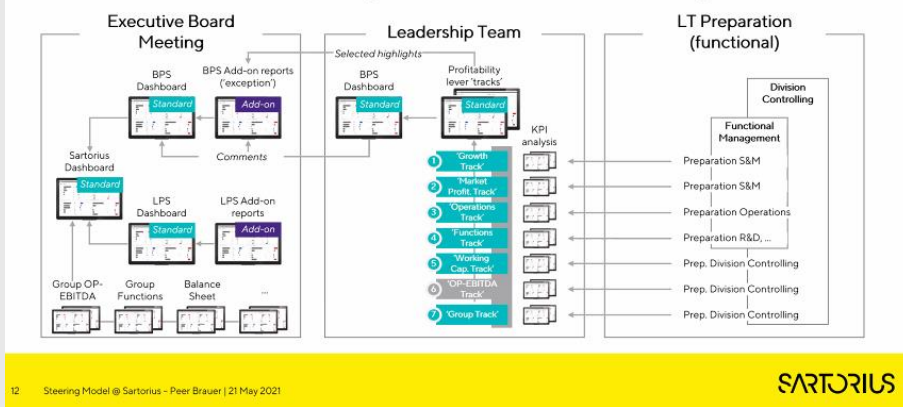 Executive Board
Meeting
Leadership Team
LT Preparation
(functional)
Selected highlights
BPS
Dashboard
BPS Add-on reports
('exception')
BPS
Dashboard
Profitability
lever 'tracks'
Standard
Add-on
Standard
Standard
Division
Controlling
Functional
Management
KPI
analysis
Comments
Sartorius
Dashboard
Standard
LPS
Dashboard
LPS Add-on
reports
Standard
Add-on
1 'Growth
Track'
Preparation S&M
2 'Market
Profit. Track'
Preparation S&M
3 'Operations
Track'
Preparation Operations
4 'Functions
Track'
Preparation R&D, ...
5 'Working
Cap. Track'
Prep. Division Controlling
6 'OP-EBITDA
Track'
Prep. Division Controlling
7 'Group Track'
Prep. Division Controlling
Group OP-
EBITDA
Group
Functions
Balance
Sheet
...
12 Steering Model @ Sartorius – Peer Brauer | 21 May 2021
SARTORIUS